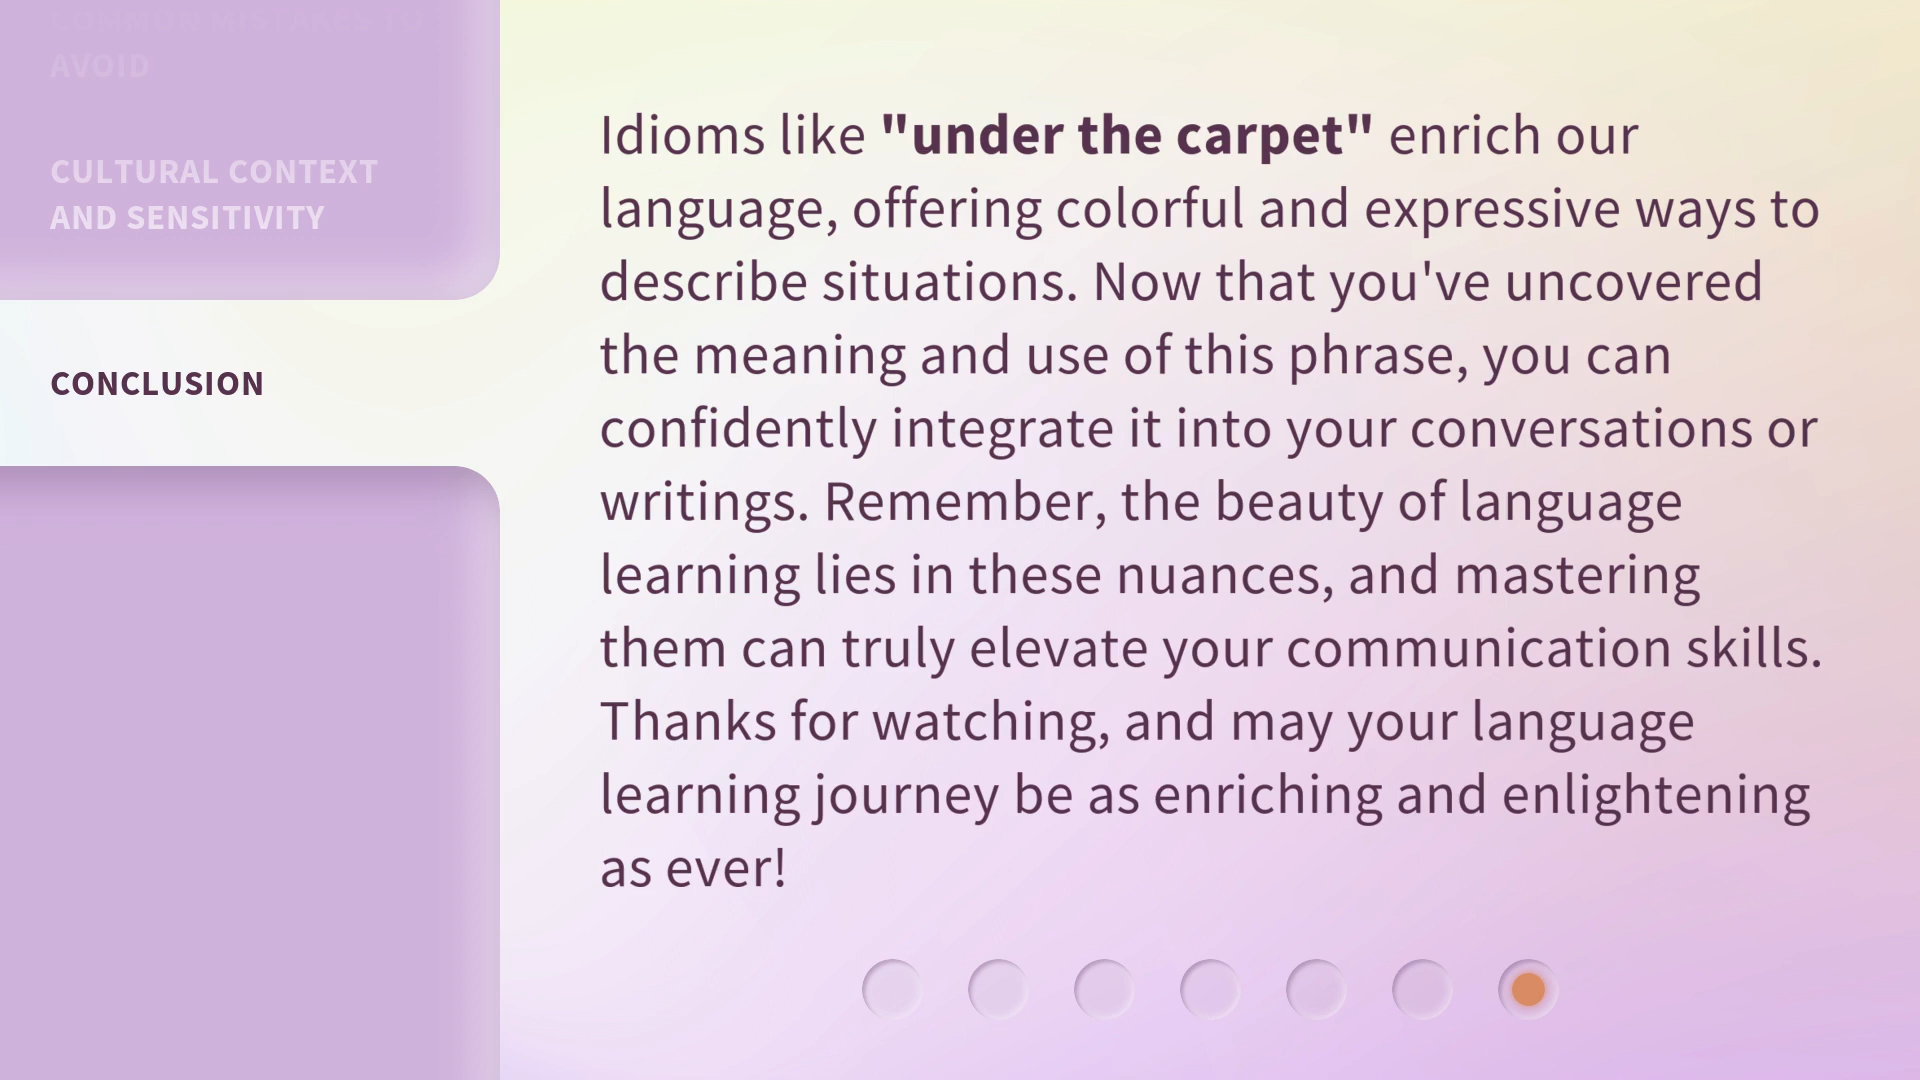 COMMON MISTAKES TO
AVOID
CULTURAL CONTEXT
AND SENSITIVITY
CONCLUSION
Idioms like "under the carpet" enrich our
language, offering colorful and expressive ways to
describe situations. Now that you've uncovered
the meaning and use of this phrase, you can
confidently integrate it into your conversations or
writings. Remember, the beauty of language
learning lies in these nuances, and mastering
them can truly elevate your communication skills.
Thanks for watching, and may your language
learning journey be as enriching and enlightening
as ever!